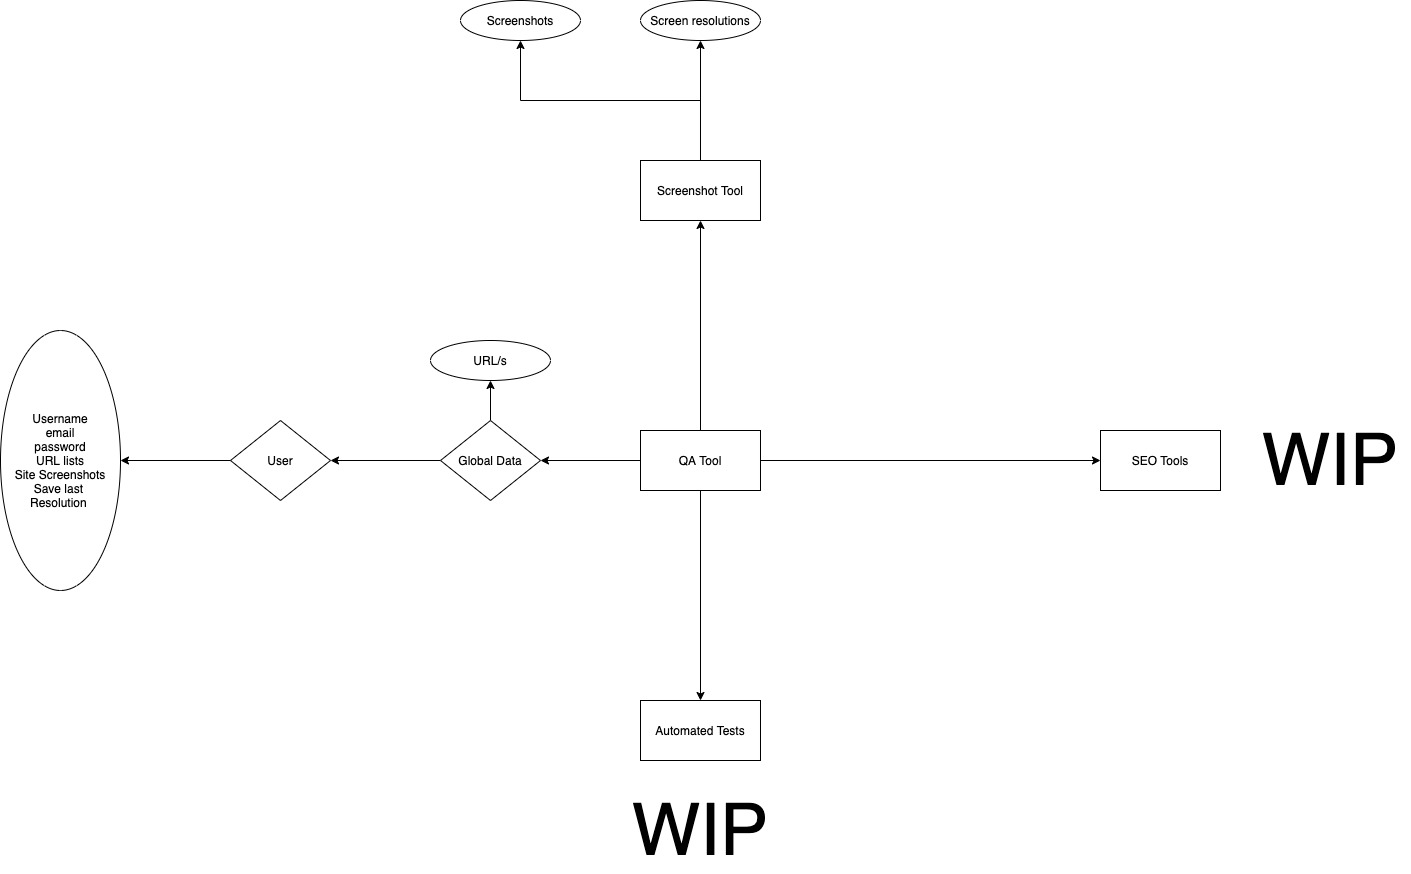 Screenshots
Screen resolutions
Screenshot Tool
URL/s
Username
email
password
URL lists
Site Screenshots
Save last
Resolution
User
Global Data
QA Tool
SEO Tools
WIP
Automated Tests
WIP